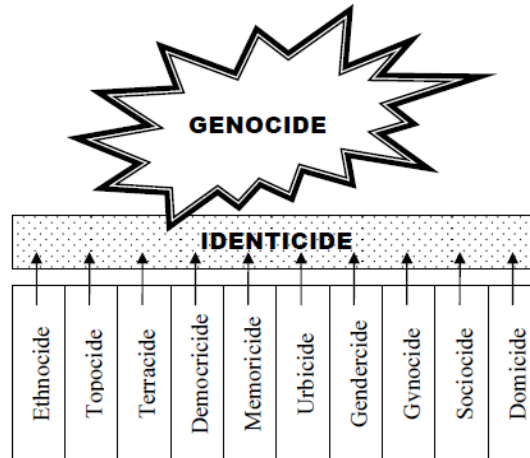 GENOCIDE
IDENTICIDE
Ethnocide
Topocide
Terracide
Democricide
Memoricide
Urbicide
Gendercide
Gynocide
Sociocide
Domicide